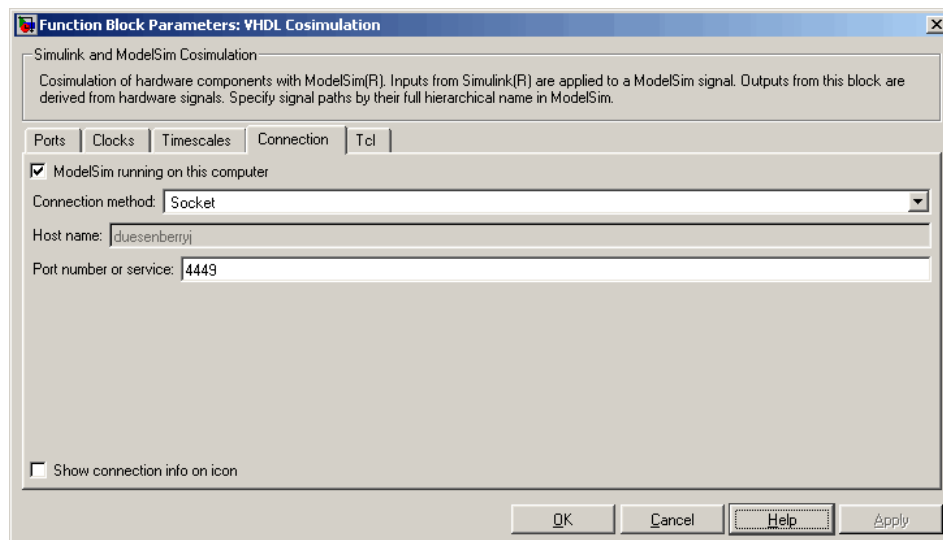 Function Block Parameters: VHDL Cosimulation
Simulink and ModelSim Cosimulation
Cosimulation of hardware components with ModelSim(R). Inputs from Simulink(R) are applied to a ModelSim signal. Outputs from this block are
derived from hardware signals. Specify signal paths by their full hierarchical name in ModelSim.
Ports Clocks Timescales Connection Tcl
ModelSim running on this computer
Connection method: Socket
Host name: duesenberryj
Port number or service: 4449
Show connection info on icon
OK Cancel Help Apply